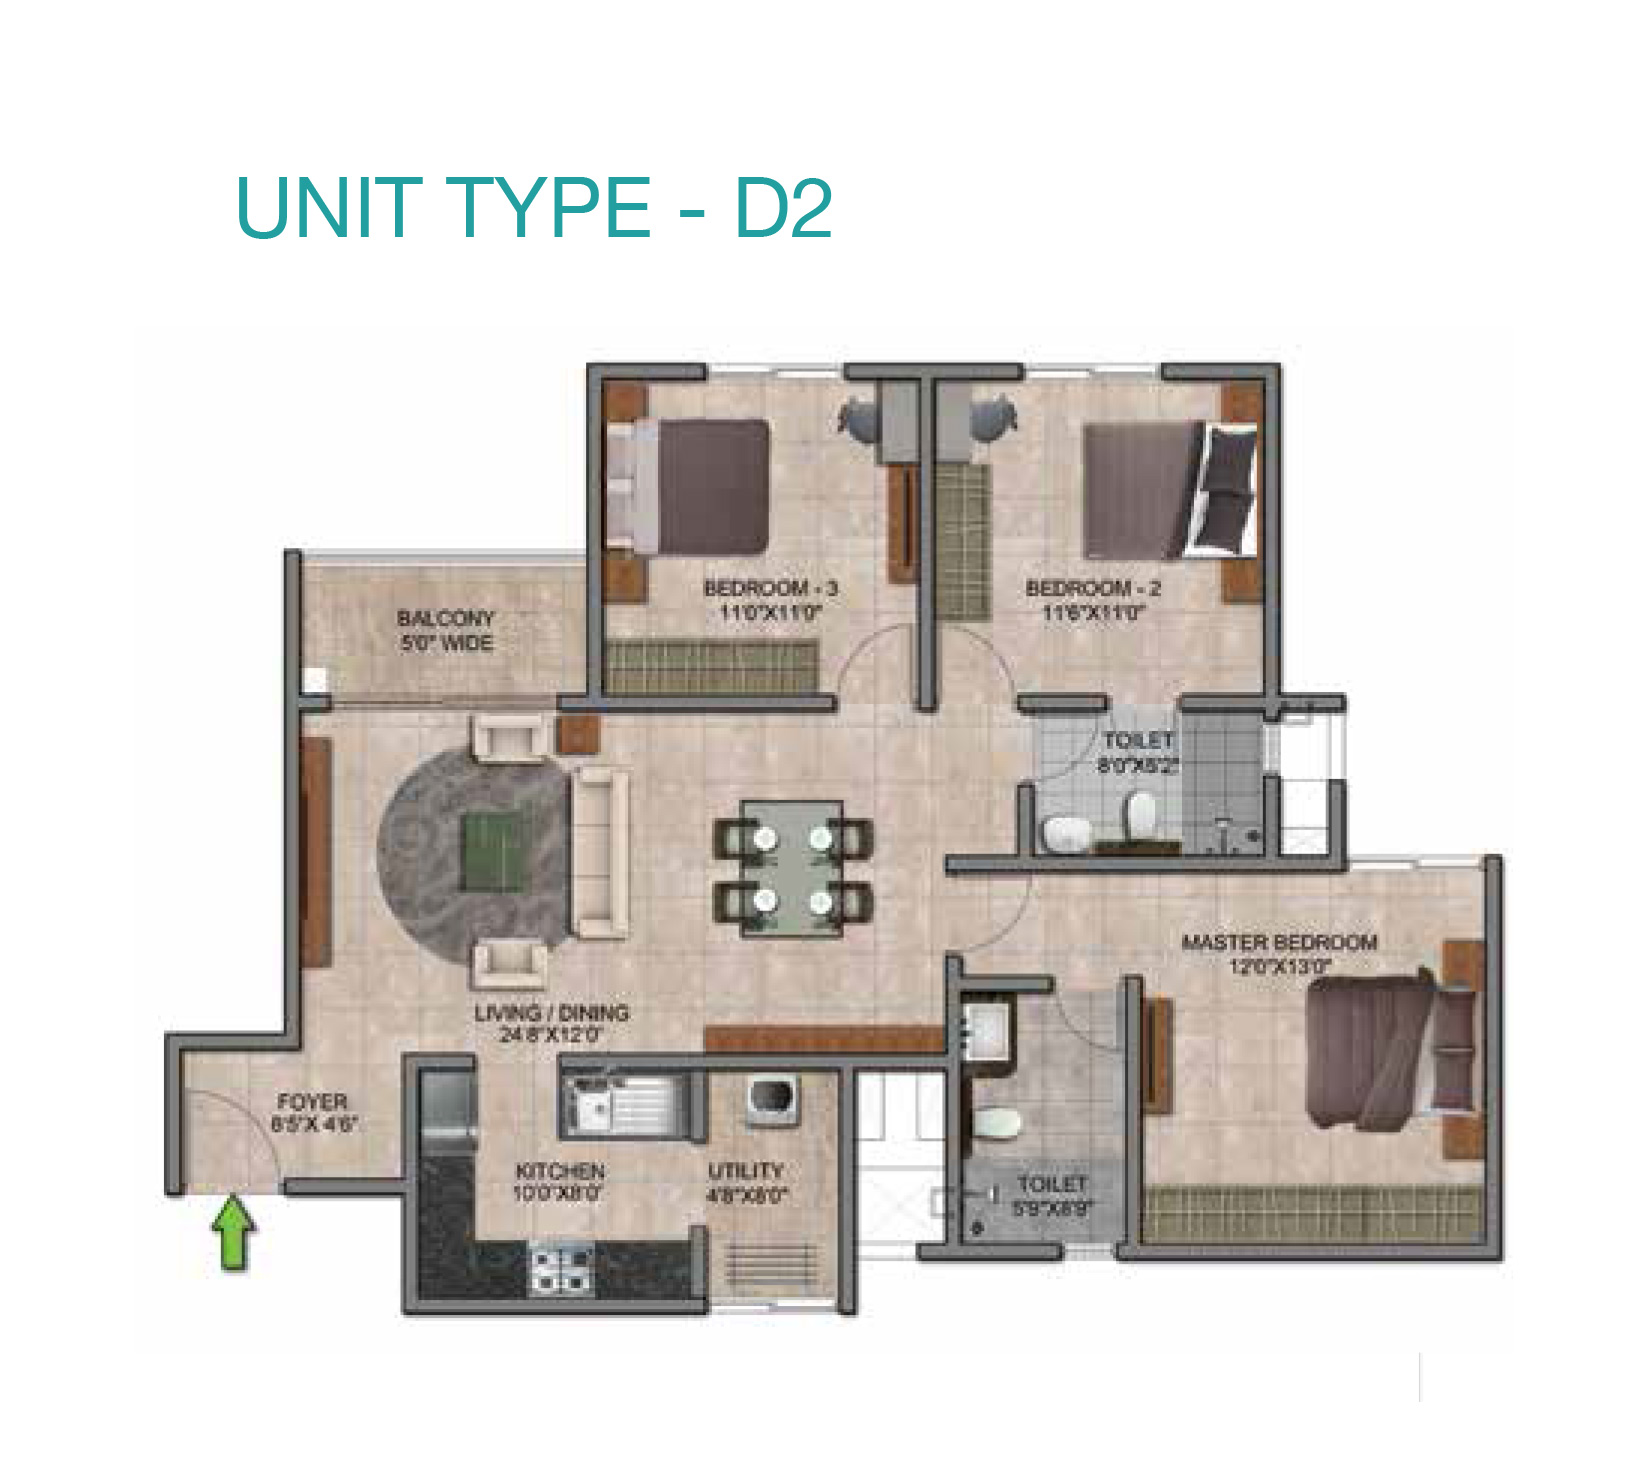 UNIT TYPE - D2
BEDROOM - 3
11'0"X11'0"
BEDROOM - 2
11'6"X11'0"
BALCONY
5'0" WIDE
TOILET
8'0"X5'2"
MASTER BEDROOM
12'0"X13'0"
LIVING / DINING
24'8"X12'0"
FOYER
8'5"X 4'6"
KITCHEN
10'0"X8'0"
UTILITY
4'8"X8'0"
TOILET
5'9"X8'9"